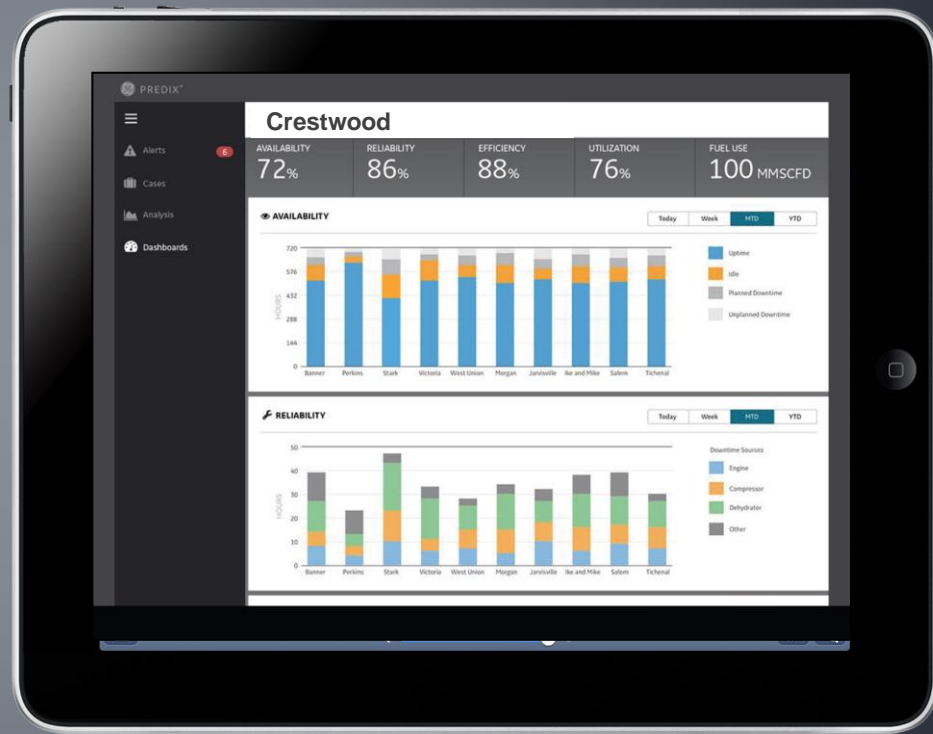 PREDIX™
Crestwood
Alerts 6
Cases
Analysis
Dashboards
AVAILABILITY RELIABILITY EFFICIENCY UTILIZATION FUEL USE
72% 86% 88% 76% 100 MMSCFD
AVAILABILITY Today Week MTD YTD
720
576
432
288
144
0
HOURS
Banner Perkins Stark Victoria West Union Morgan Janvisville Ike and Mike Salem Tichenal
Uptime
Idle
Planned Downtime
Unplanned Downtime
RELIABILITY Today Week MTD YTD
50
40
30
20
10
0
HOURS
Banner Perkins Stark Victoria West Union Morgan Janvisville Ike and Mike Salem Tichenal
Downtime Sources
Engine
Compressor
Dehydrator
Other